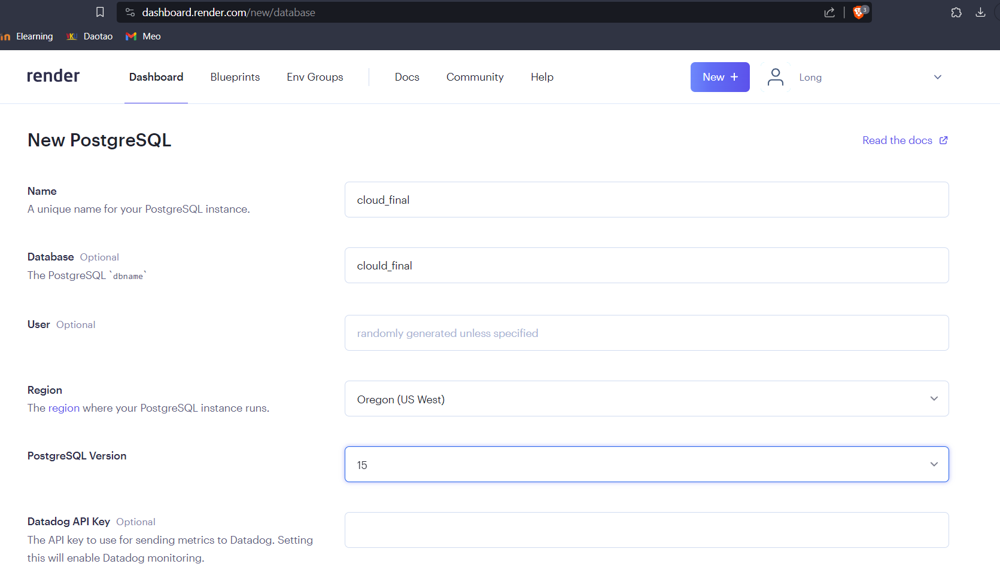 dashboard.render.com/new/database
3
in Elearning VKU Daotao Meo
render Dashboard Blueprints Env Groups Docs Community Help New + Long
New PostgreSQL Read the docs
Name
A unique name for your PostgreSQL instance.
cloud_final
Database Optional
The PostgreSQL `dbname`
clould_final
User Optional
randomly generated unless specified
Region
The region where your PostgreSQL instance runs.
Oregon (US West)
PostgreSQL Version
15
Datadog API Key Optional
The API key to use for sending metrics to Datadog. Setting
this will enable Datadog monitoring.